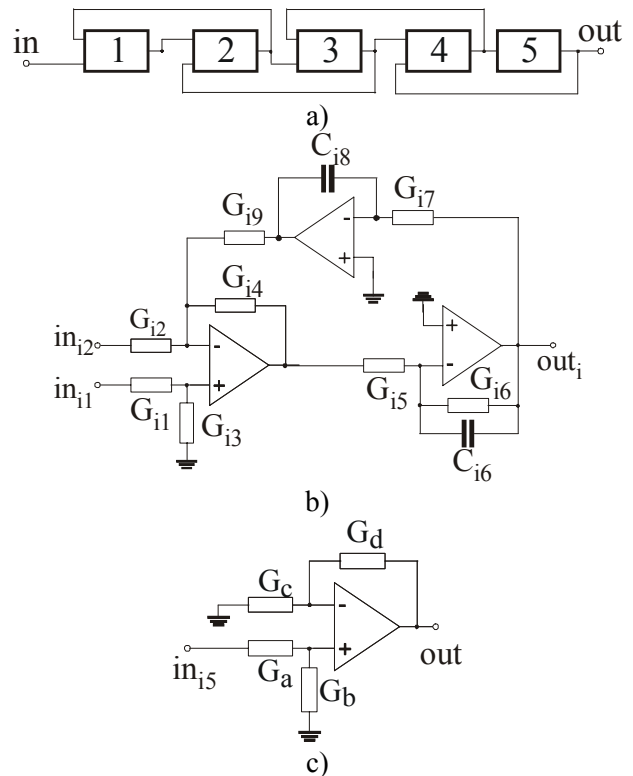 in 1 2 3 4 5 out
a)
C_i8
G_i9 - G_i7
+
G_i4
in_i2 G_i2 - + out_i
in_i1 + G_i5 -
G_i1 G_i3 G_i6
C_i6
b)
G_d
G_c -
in_i5 + out
G_a G_b
c)